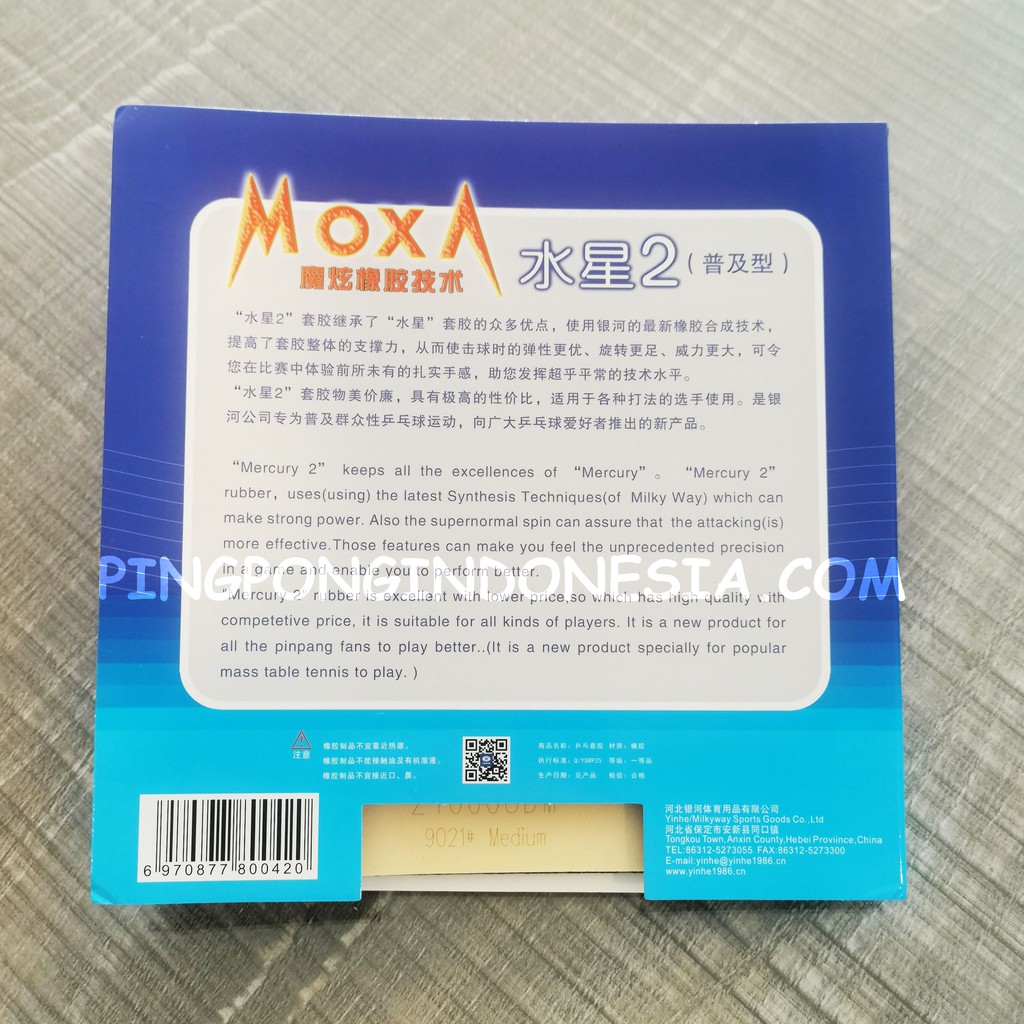 MOXA
魔炫橡胶技术
水星2（普及型）
“水星2”套胶继承了“水星”套胶的众多优点，使用银河的最新橡胶合成技术，
提高了套胶整体的支撑力，从而使击球时的弹性更优、旋转更足、威力更大，可令
您在比赛中体验前所未有的扎实手感，助您发挥超乎平常的技术水平。
“水星2”套胶物美价廉，具有极高的性价比，适用于各种打法的选手使用。是银
河公司专为普及群众性乒乓球运动，向广大乒乓球爱好者推出的新产品。
“Mercury 2” keeps all the excellences of “Mercury”。 “Mercury 2”
rubber，uses(using) the latest Synthesis Techniques(of Milky Way) which can
make strong power. Also the supernormal spin can assure that the attacking(is)
more effective.Those features can make you feel the unprecedented precision
in a game and enable you to perform better.
PINGPONGINDONESIA.COM
“Mercury 2” rubber is excellent with lower price,so which has high quality with
competetive price, it is suitable for all kinds of players. It is a new product for
all the pinpang fans to play better..(It is a new product specially for popular
mass table tennis to play. )
注意
橡胶制品不宜靠近热源。
橡胶制品不能接触油及有机溶液。
橡胶制品不宜接近口、鼻。
商品名称：乒乓套胶 材质：橡胶
执行标准：Q/YSRP25 等级：一等品
生产日期：见产品 检验：合格
9021# Medium
6 970877 800420
河北银河体育用品有限公司
Yinhe/Milkyway Sports Goods Co.,Ltd
河北省保定市安新县同口镇
Tongkou Town,Anxin County,Hebei Proviince,China
TEL:86312-5273055 FAX:86312-5273300
E-mail:yinhe@yinhe1986.cn
www.yinhe1986.cn